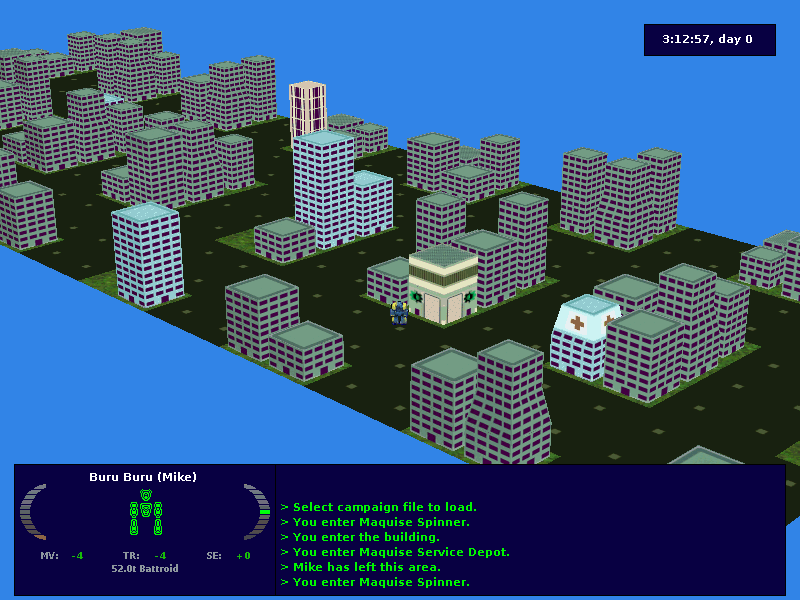 3:12:57, day 0
Buru Buru (Mike)
MV: -4 TR: -4 SE: +0
52.0t Battroid
> Select campaign file to load.
> You enter Maquise Spinner.
> You enter the building.
> You enter Maquise Service Depot.
> Mike has left this area.
> You enter Maquise Spinner.